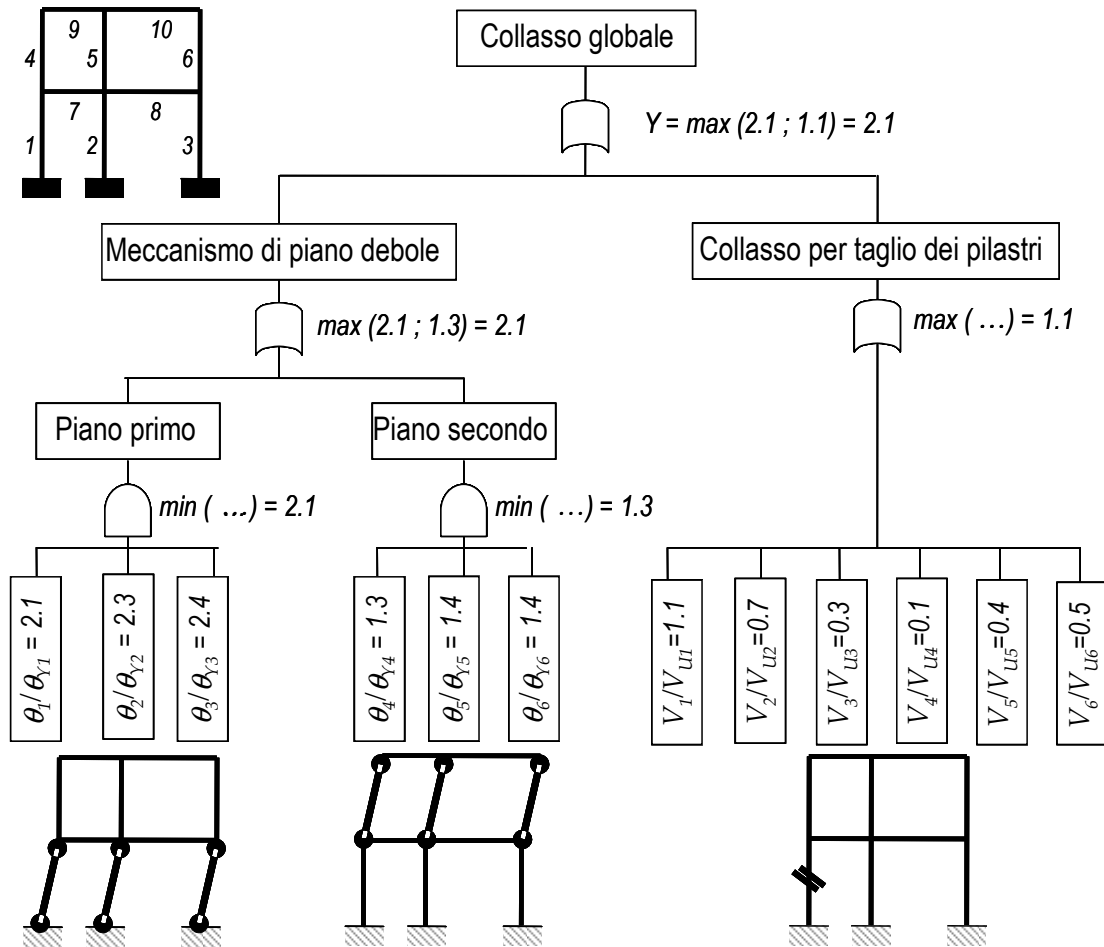 9
10
4
5
6
7
8
1
2
3
Collasso globale
Y = max (2.1 ; 1.1) = 2.1
Meccanismo di piano debole
Collasso per taglio dei pilastri
max (2.1 ; 1.3) = 2.1
max ( ...) = 1.1
Piano primo
Piano secondo
min ( ...) = 2.1
min ( ...) = 1.3
θ1/θY1 = 2.1
θ2/θY2 = 2.3
θ3/θY3 = 2.4
θ4/θY4 = 1.3
θ5/θY5 = 1.4
θ6/θY6 = 1.4
V1/VU1=1.1
V2/VU2=0.7
V3/VU3=0.3
V4/VU4=0.1
V5/VU5=0.4
V6/VU6=0.5